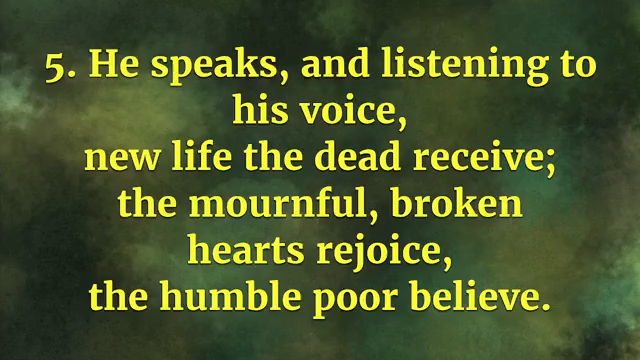 5. He speaks, and listening to
his voice,
new life the dead receive;
the mournful, broken
hearts rejoice,
the humble poor believe.